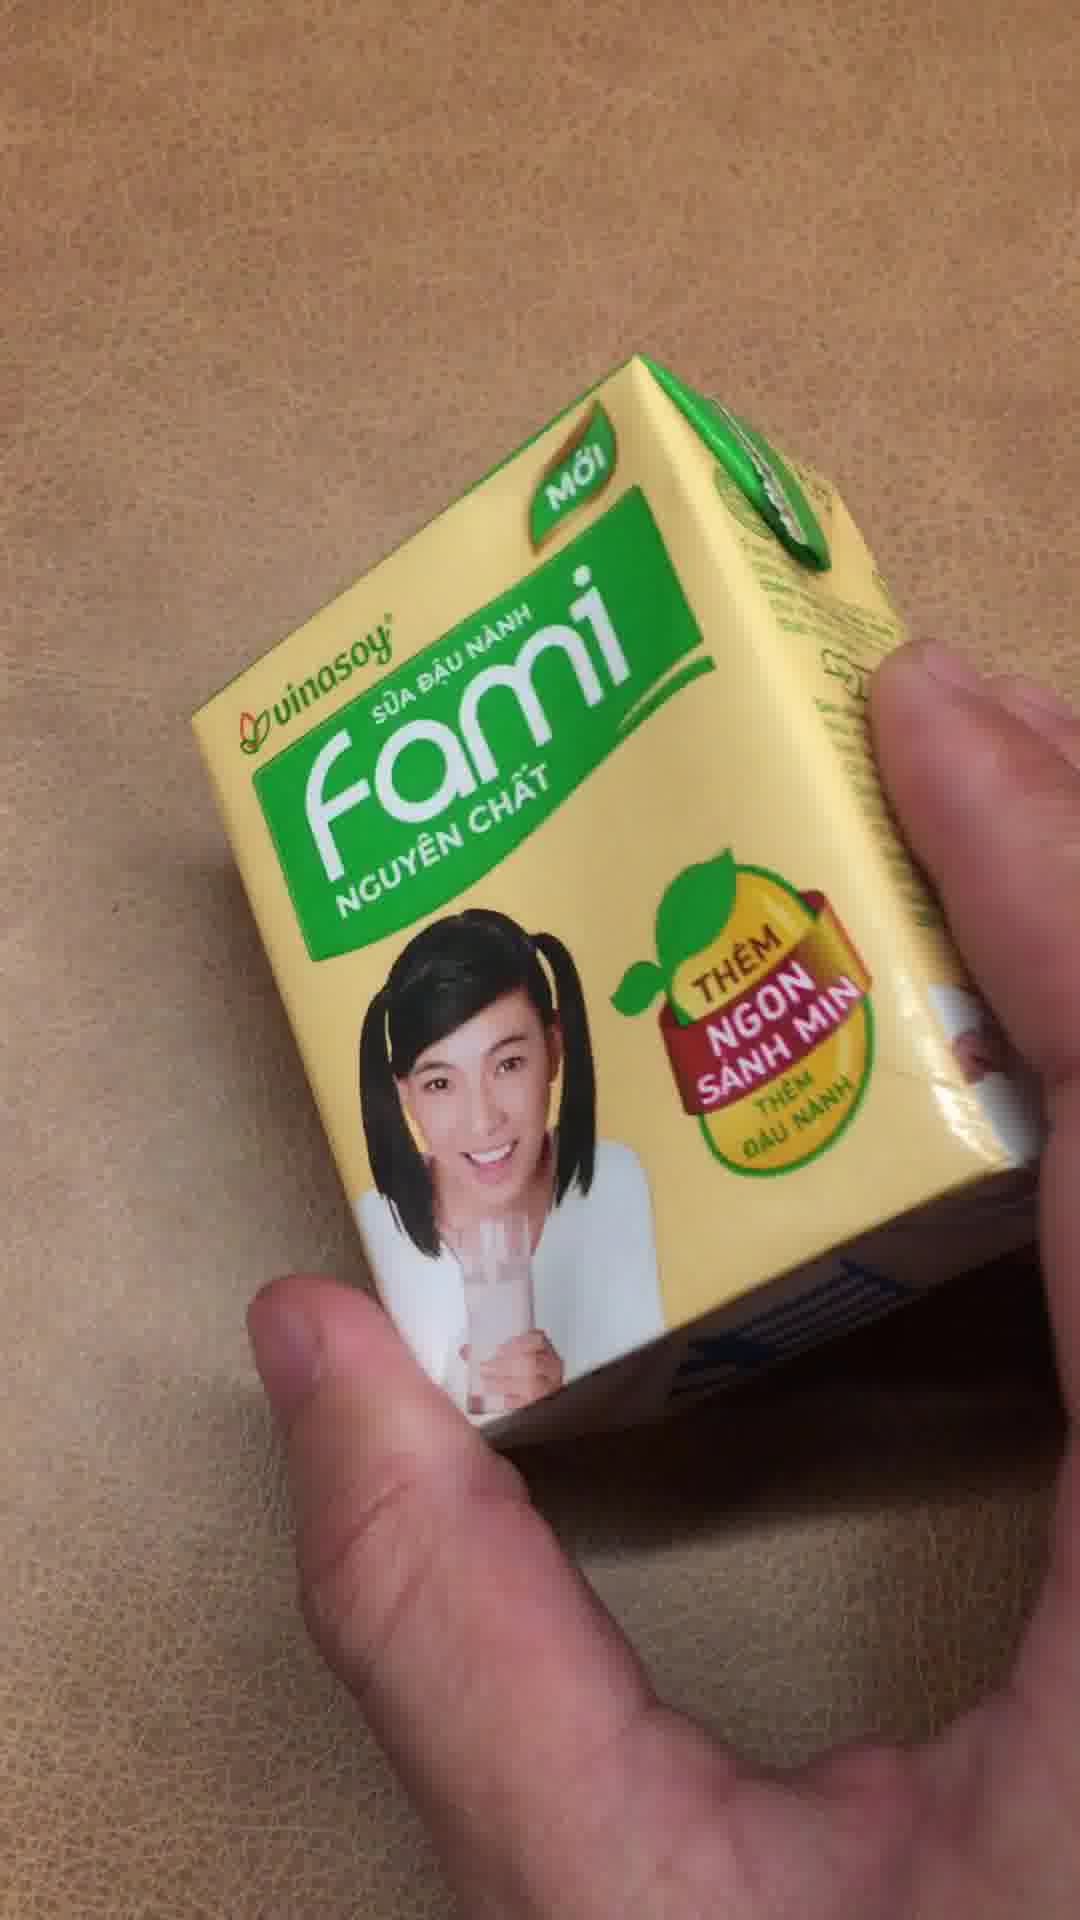 MỚI
vinasoy
SỮA ĐẬU NÀNH
Fami
NGUYÊN CHẤT
THÊM
NGON
SÁNH MỊN
THÊM
ĐẬU NÀNH